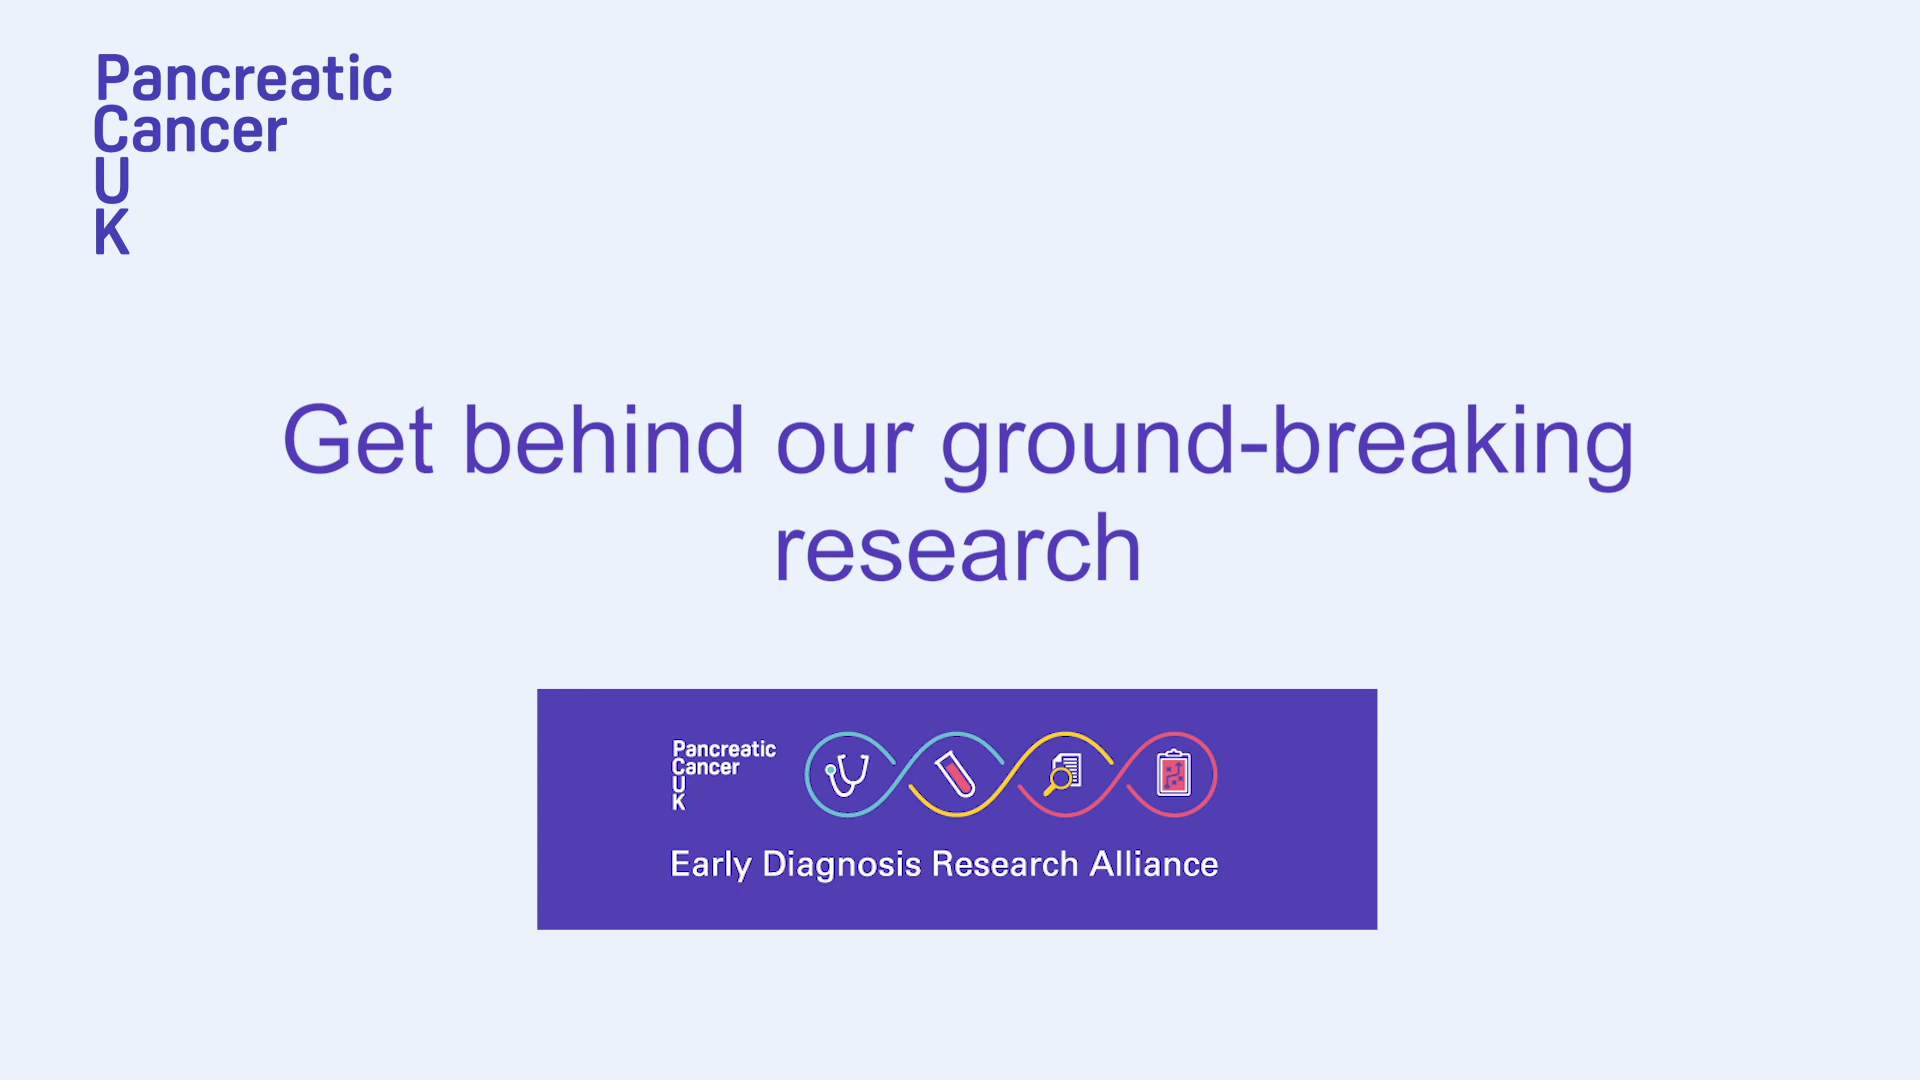 Pancreatic
Cancer
U
K
Get behind our ground-breaking
research
Pancreatic
Cancer
U
K
Early Diagnosis Research Alliance